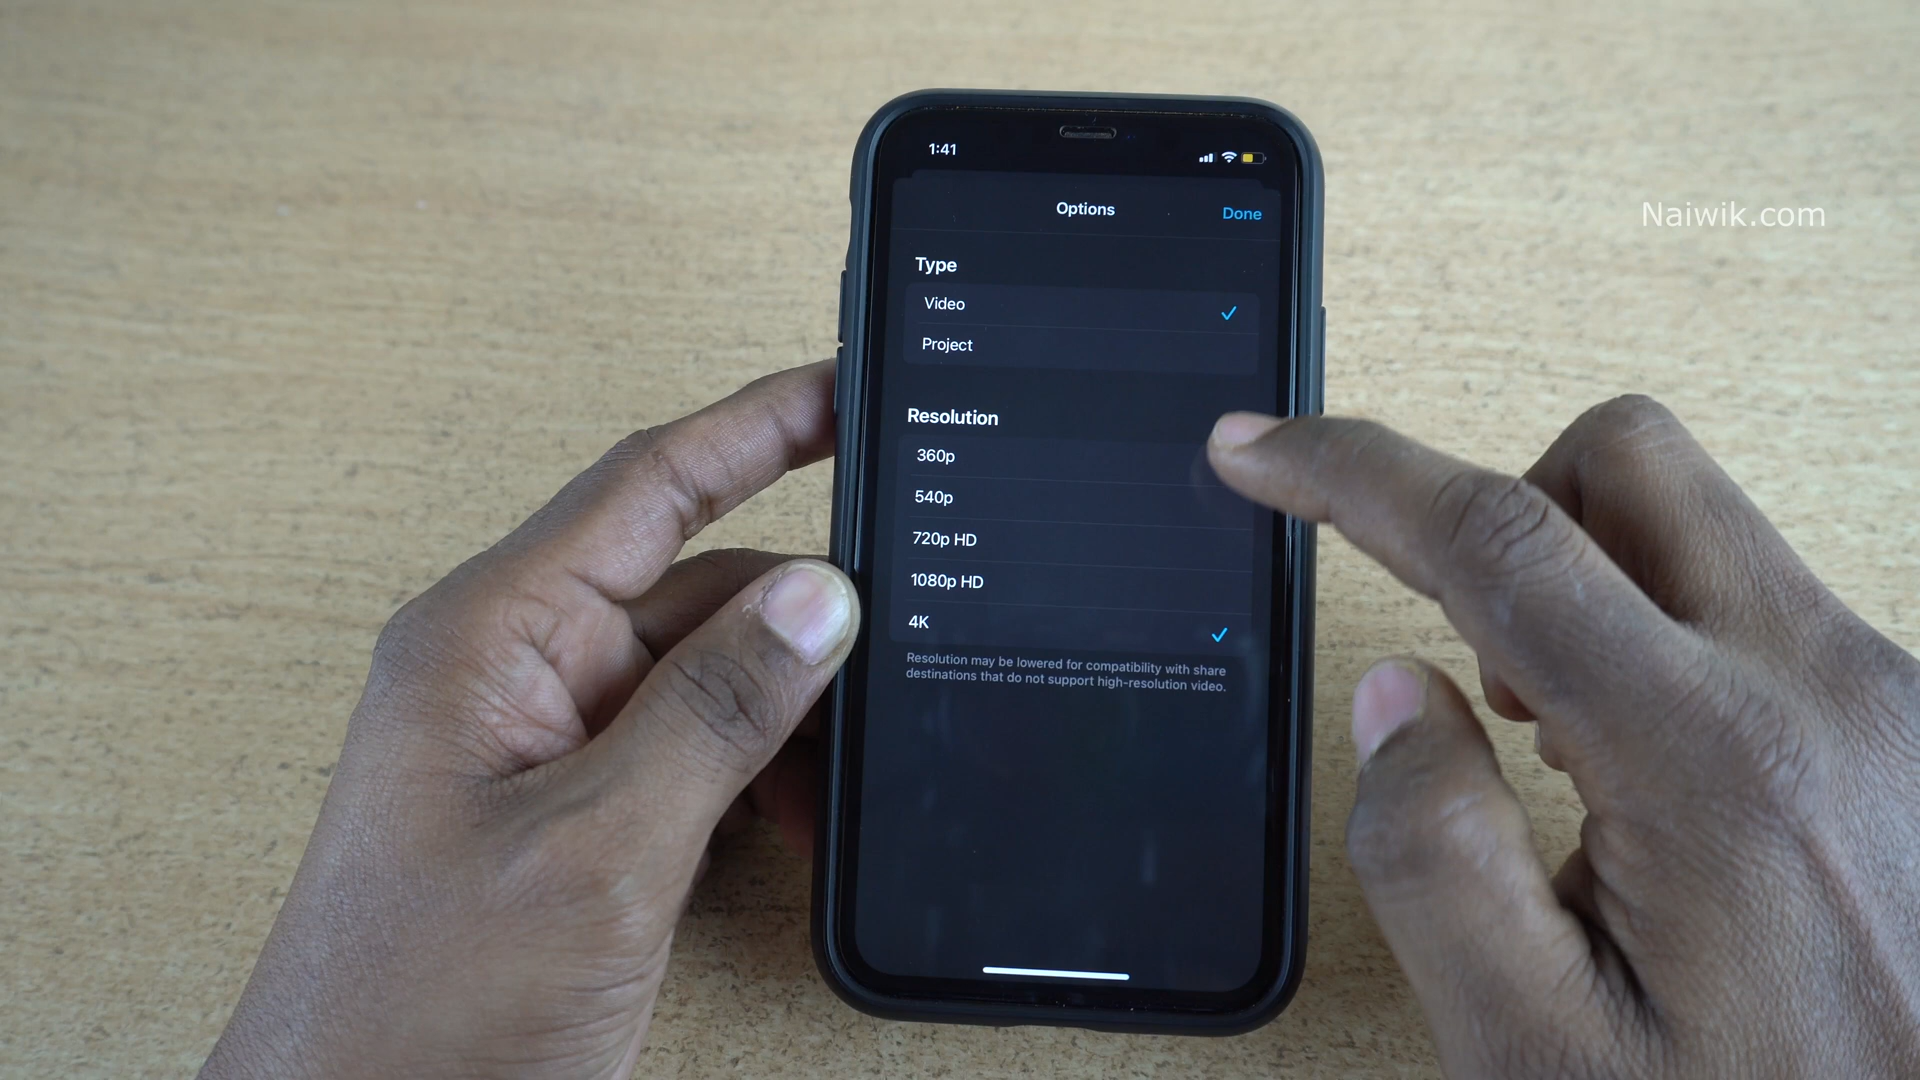 1:41
Options
Done
Naiwik.com
Type
Video
Project
Resolution
360p
540p
720p HD
1080p HD
4K
Resolution may be lowered for compatibility with share
destinations that do not support high-resolution video.